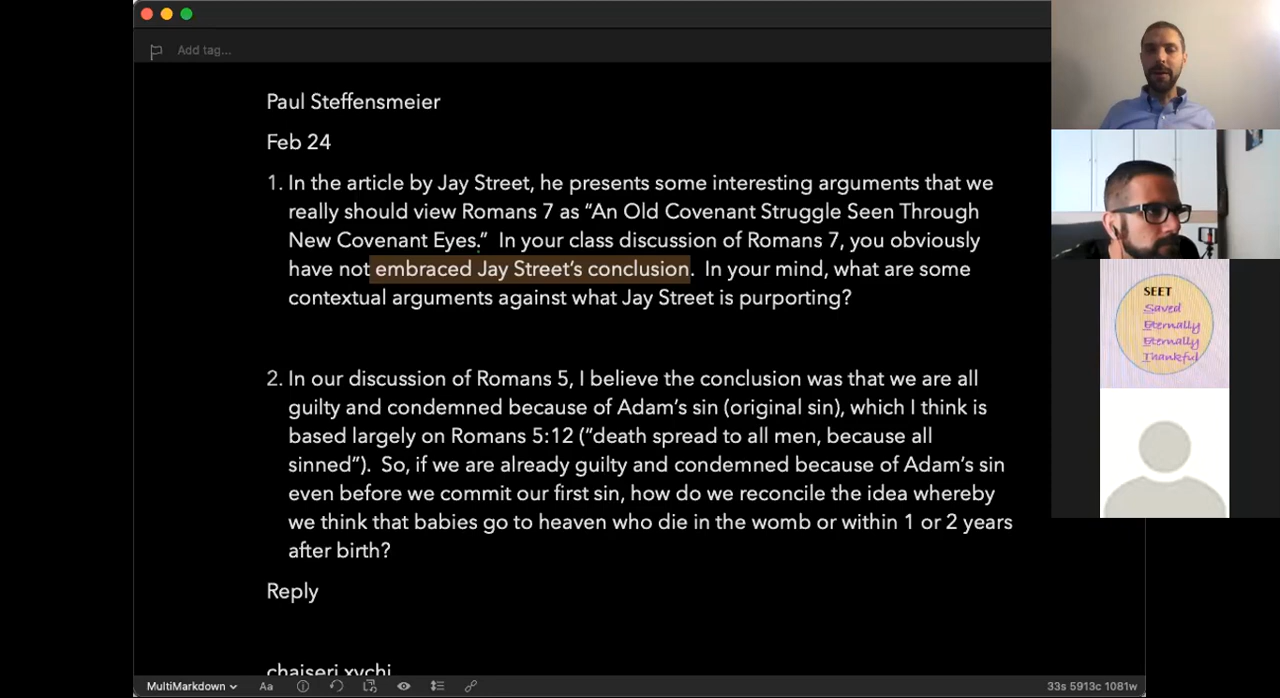 Add tag...
Paul Steffensmeier
Feb 24
1. In the article by Jay Street, he presents some interesting arguments that we
really should view Romans 7 as “An Old Covenant Struggle Seen Through
New Covenant Eyes.”  In your class discussion of Romans 7, you obviously
have not embraced Jay Street’s conclusion.  In your mind, what are some
contextual arguments against what Jay Street is purporting?
2. In our discussion of Romans 5, I believe the conclusion was that we are all
guilty and condemned because of Adam’s sin (original sin), which I think is
based largely on Romans 5:12 (“death spread to all men, because all
sinned”).  So, if we are already guilty and condemned because of Adam’s sin
even before we commit our first sin, how do we reconcile the idea whereby
we think that babies go to heaven who die in the womb or within 1 or 2 years
after birth?
Reply
chaiseri xychi
MultiMarkdown
Aa
33s 5913c 1081w
SEET
Saved
Eternally
Eternally
Thankful